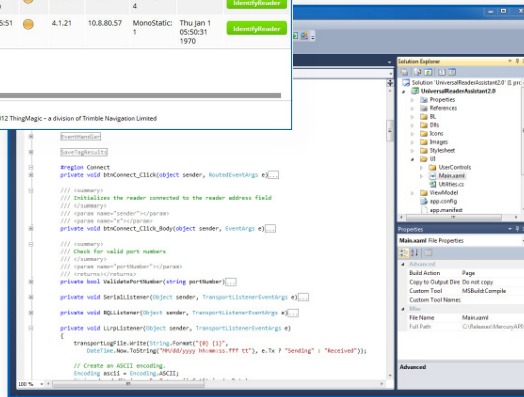 4
IdentifyReader
5:51 4.1.21 10.8.80.57 MonoStatic: 1 Thu Jan 1 05:50:31 1970 IdentifyReader
12 ThingMagic – a division of Trimble Navigation Limited
EventHandler
SaveTagResults
#region Connect
private void btnConnect_Click(object sender, RoutedEventArgs e)...
/// <summary>
/// Initializes the reader connected to the reader address field
/// </summary>
/// <param name="sender"></param>
/// <param name="e"></param>
private void btnConnect_Click_Body(object sender, EventArgs e)...
/// <summary>
/// Check for valid port numbers
/// </summary>
/// <param name="portNumber"></param>
/// <returns></returns>
private bool ValidatePortNumber(string portNumber)...
private void SerialListener(Object sender, TransportListenerEventArgs e)...
private void RQLListener(Object sender, TransportListenerEventArgs e)...
private void LLrpListener(Object sender, TransportListenerEventArgs e)
{
transportLogFile.Write(String.Format("{0} {1}",
DateTime.Now.ToString("MM/dd/yyyy hh:mm:ss.fff tt"), e.Tx ? "Sending" : "Received"));
// Create an ASCII encoding.
Encoding ascii = Encoding.ASCII;
100 %
Solution Explorer
Solution 'UniversalReaderAssistant2.0'
UniversalReaderAssistant2.0
Properties
References
BL
Dlls
Icons
Images
Stylesheet
UI
UserControls
Main.xaml
Utilities.cs
ViewModel
app.config
app.manifest
Properties
Main.xaml File Properties
Advanced
Build Action Page
Copy to Output Dire Do not copy
Custom Tool MSBuild:Compile
Custom Tool Names
Misc
File Name Main.xaml
Full Path C:\Releases\MercuryAPI
Advanced